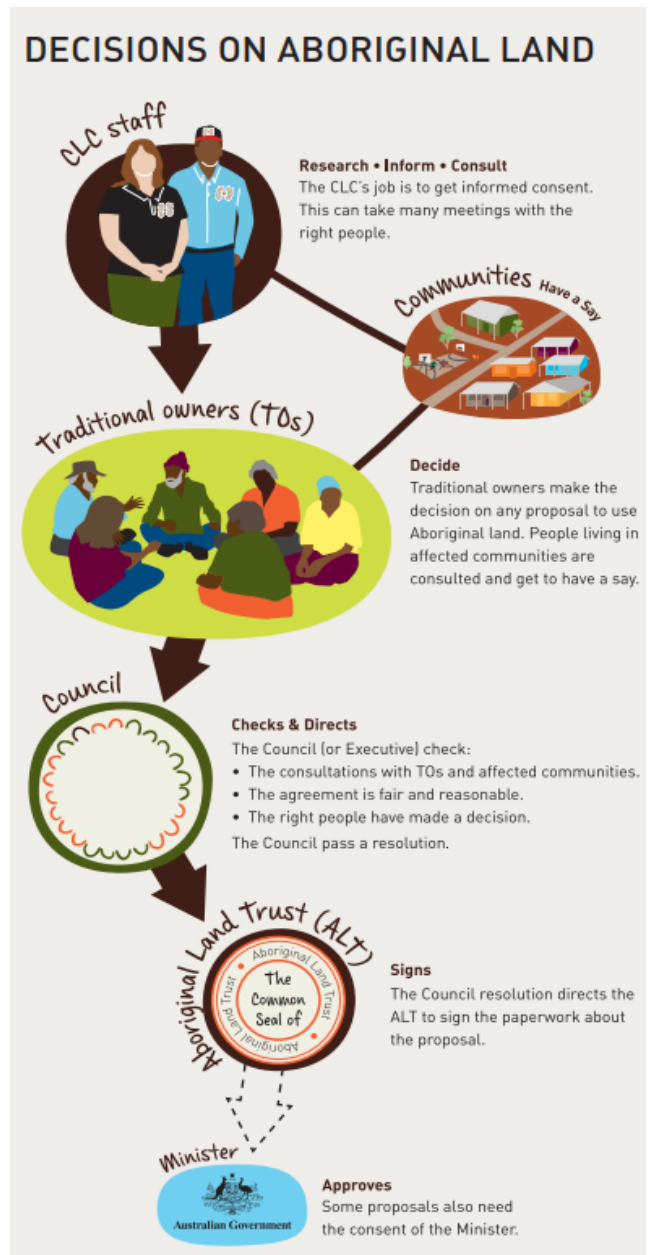 DECISIONS ON ABORIGINAL LAND
CLC staff
Research • Inform • Consult
The CLC's job is to get informed consent.
This can take many meetings with the
right people.
Communities Have a Say
Traditional owners (TOs)
Decide
Traditional owners make the
decision on any proposal to use
Aboriginal land. People living in
affected communities are
consulted and get to have a say.
Council
Checks & Directs
The Council (or Executive) check:
• The consultations with TOs and affected communities.
• The agreement is fair and reasonable.
• The right people have made a decision.
The Council pass a resolution.
Aboriginal Land Trust (ALT)
Aboriginal Land Trust • Aboriginal Land Trust •
The
Common
Seal of
Signs
The Council resolution directs the
ALT to sign the paperwork about
the proposal.
Minister
Australian Government
Approves
Some proposals also need
the consent of the Minister.